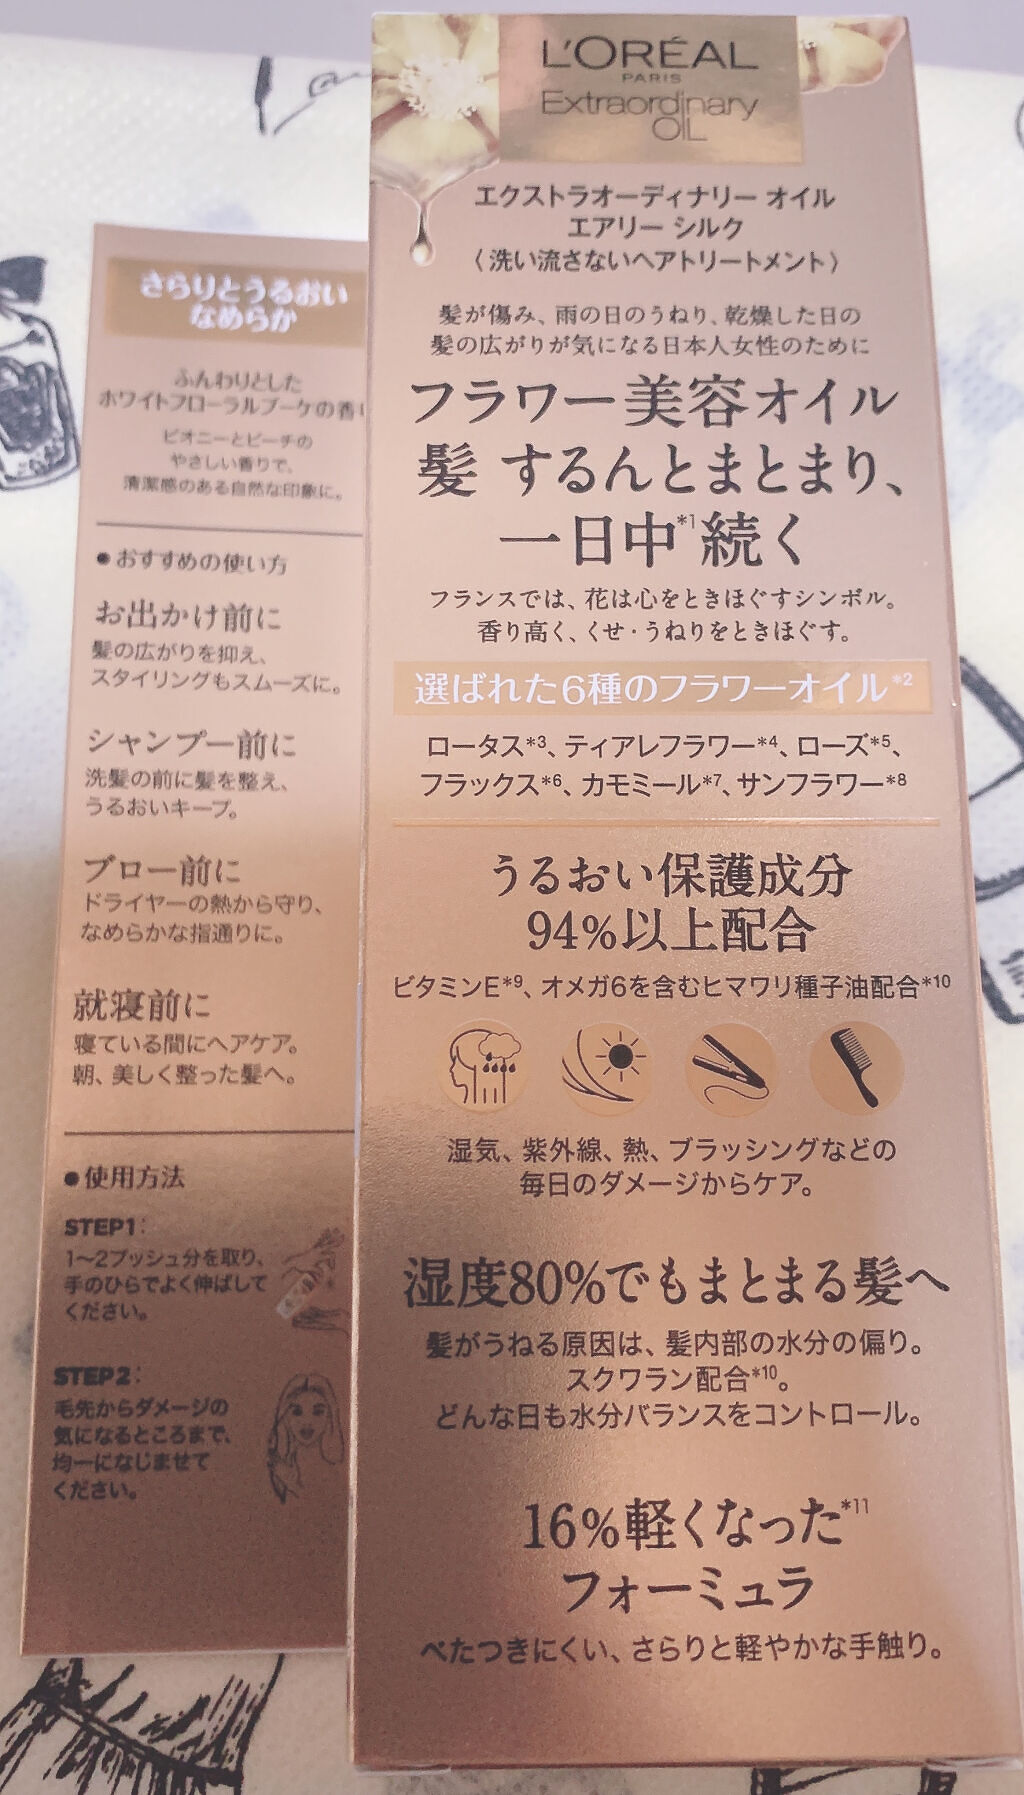 L'ORÉAL
PARIS
Extraordinary
OIL
エクストラオーディナリー オイル
エアリー シルク
〈洗い流さないヘアトリートメント〉
髪が傷み、雨の日のうねり、乾燥した日の
髪の広がりが気になる日本人女性のために
フラワー美容オイル
髪 するんとまとまり、
一日中*1続く
フランスでは、花は心をときほぐすシンボル。
香り高く、くせ・うねりをときほぐす。
選ばれた6種のフラワーオイル*2
ロータス*3、ティアレフラワー*4、ローズ*5、
フラックス*6、カモミール*7、サンフラワー*8
うるおい保護成分
94%以上配合
ビタミンE*9、オメガ6を含むヒマワリ種子油配合*10
湿気、紫外線、熱、ブラッシングなどの
毎日のダメージからケア。
湿度80%でもまとまる髪へ
髪がうねる原因は、髪内部の水分の偏り。
スクワラン配合*10。
どんな日も水分バランスをコントロール。
16%軽くなった*11
フォーミュラ
べたつきにくい、さらりと軽やかな手触り。
さらりとうるおい
なめらか
ふんわりとした
ホワイトフローラルブーケの香り
ピオニーとピーチの
やさしい香りで、
清潔感のある自然な印象に。
●おすすめの使い方
お出かけ前に
髪の広がりを抑え、
スタイリングもスムーズに。
シャンプー前に
洗髪の前に髪を整え、
うるおいキープ。
ブロー前に
ドライヤーの熱から守り、
なめらかな指通りに。
就寝前に
寝ている間にヘアケア。
朝、美しく整った髪へ。
●使用方法
STEP1:
1〜2プッシュ分を取り、
手のひらでよく伸ばして
ください。
STEP2:
毛先からダメージの
気になるところまで、
均一になじませて
ください。